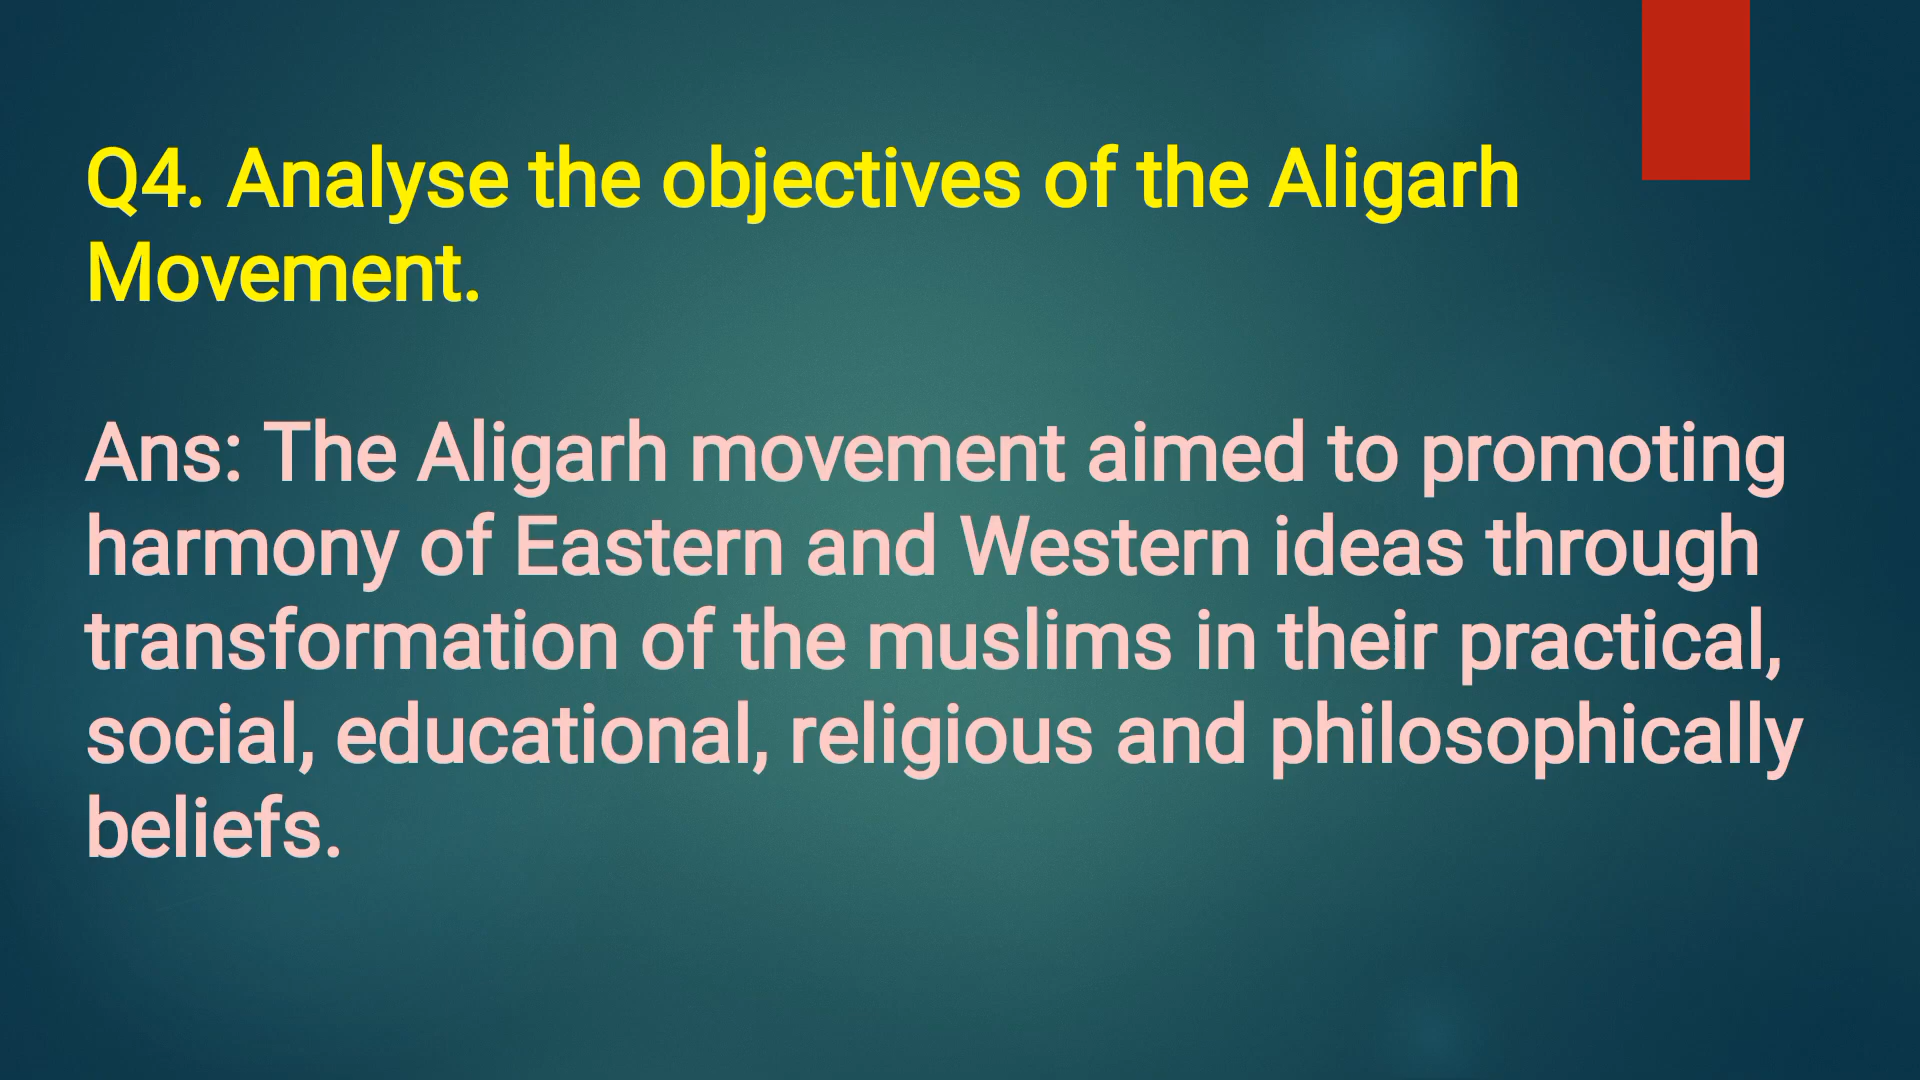 Q4. Analyse the objectives of the Aligarh
Movement.
Ans: The Aligarh movement aimed to promoting
harmony of Eastern and Western ideas through
transformation of the muslims in their practical,
social, educational, religious and philosophically
beliefs.